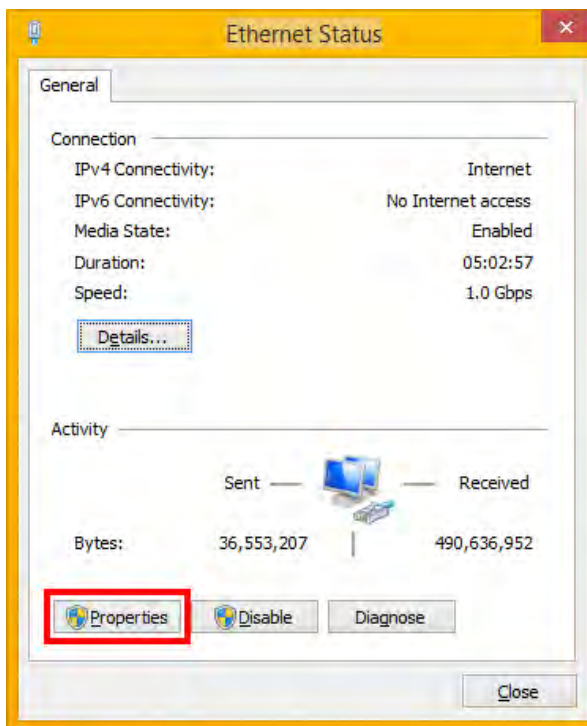 Ethernet Status
General
Connection
IPv4 Connectivity: Internet
IPv6 Connectivity: No Internet access
Media State: Enabled
Duration: 05:02:57
Speed: 1.0 Gbps
Details...
Activity
Sent Received
Bytes: 36,553,207 490,636,952
Properties Disable Diagnose
Close